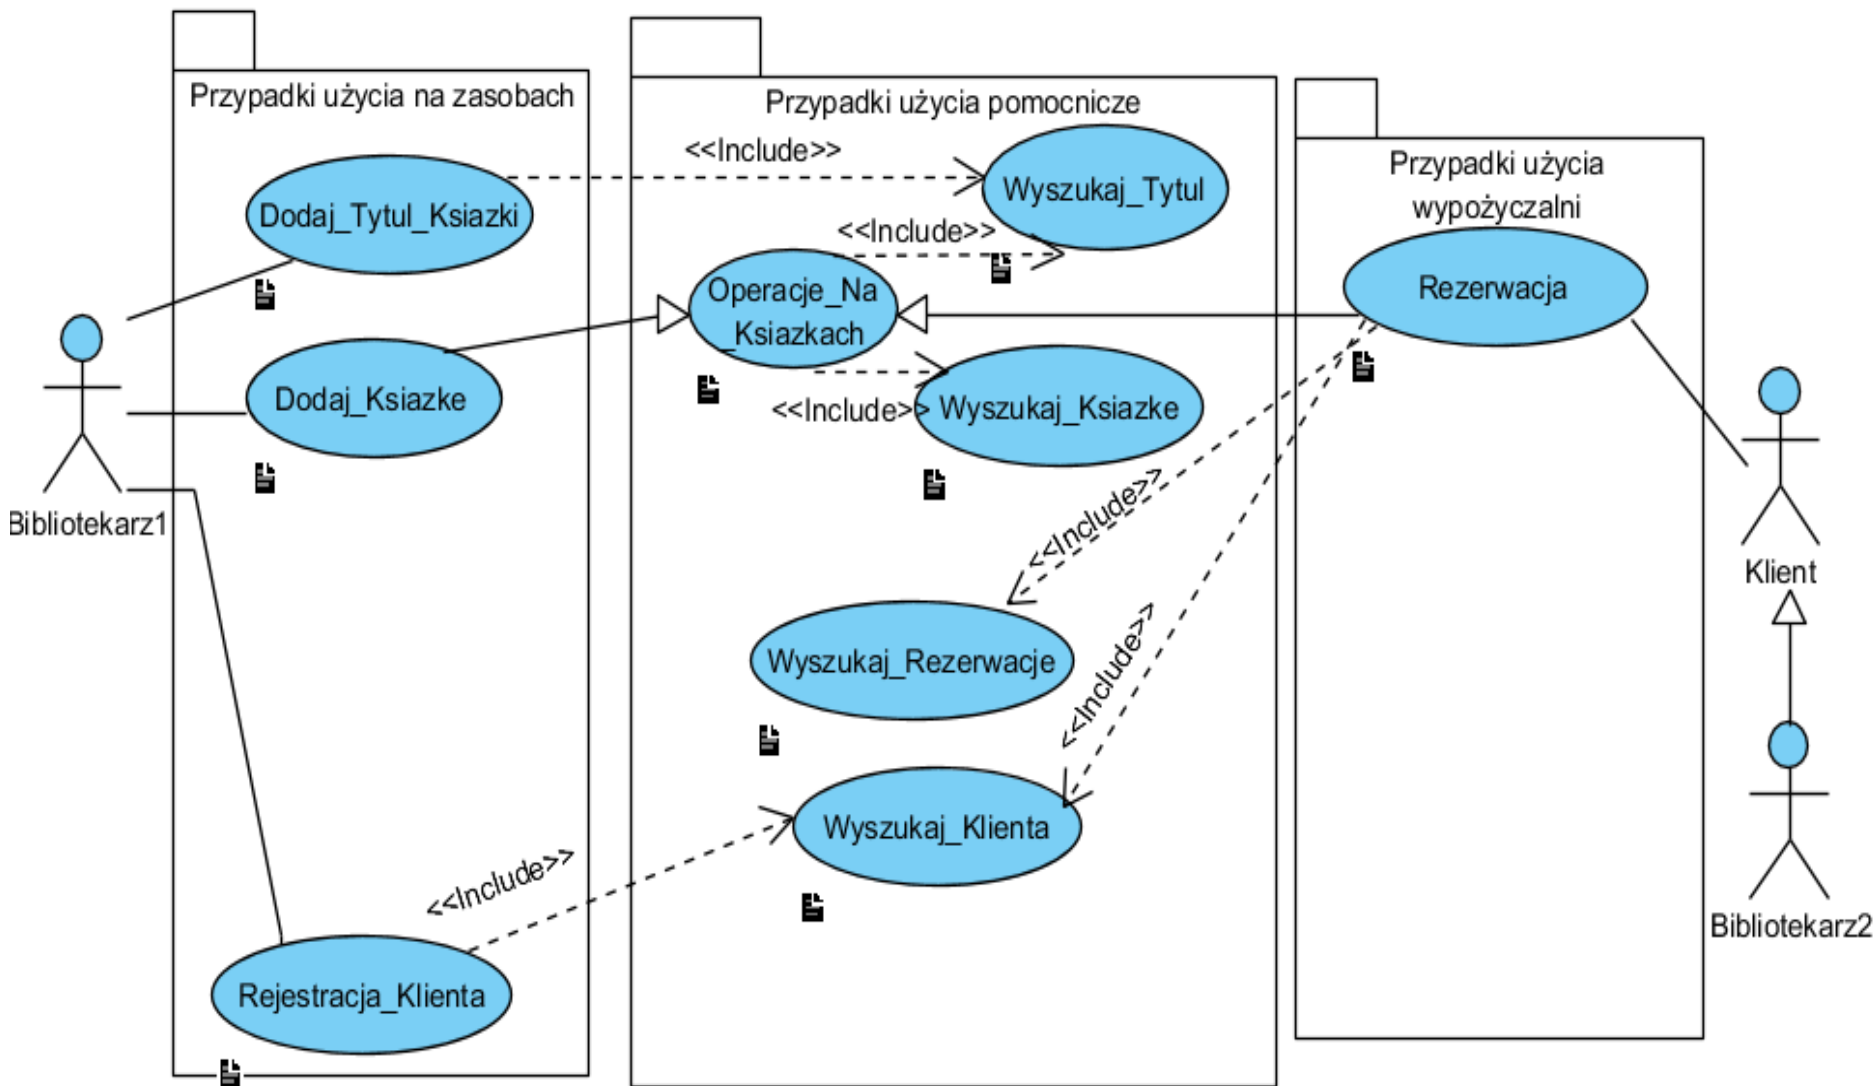 Przypadki użycia na zasobach
Dodaj_Tytul_Ksiazki
Dodaj_Ksiazke
Bibliotekarz1
Rejestracja_Klienta
<<Include>>
Przypadki użycia pomocnicze
<<Include>>
Wyszukaj_Tytul
<<Include>>
Operacje_Na
_Ksiazkach
<<Include>>
Wyszukaj_Ksiazke
<<Include>>
Wyszukaj_Rezerwacje
<<Include>>
Wyszukaj_Klienta
Przypadki użycia
wypożyczalni
Rezerwacja
Klient
Bibliotekarz2